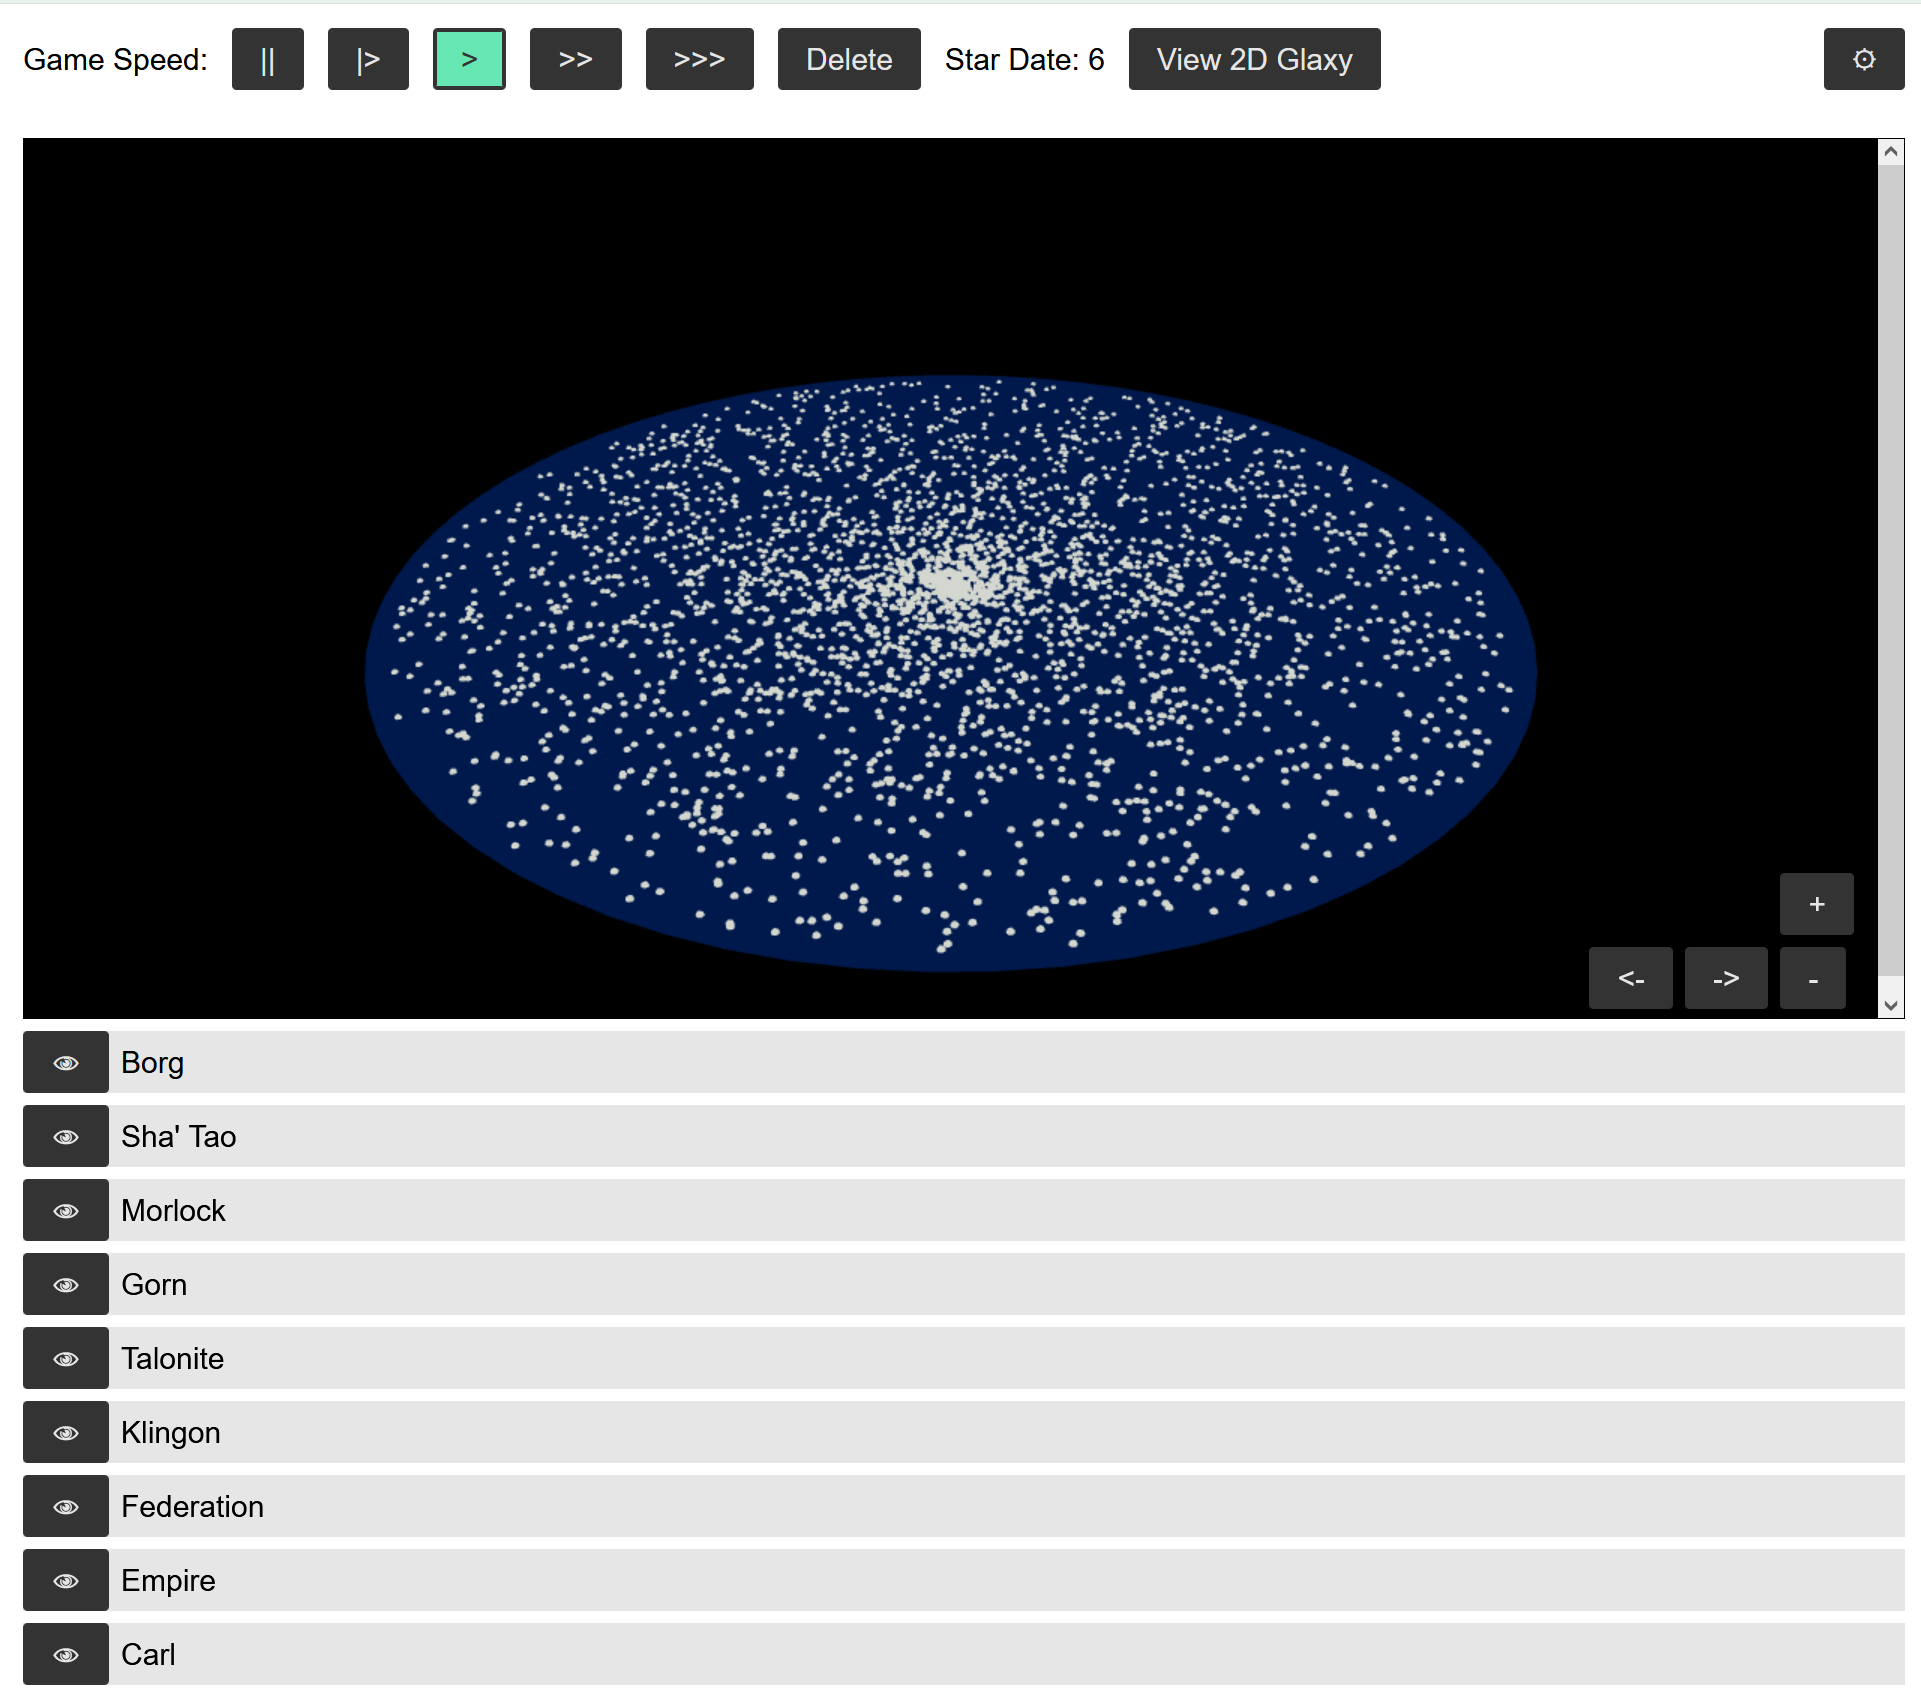 Game Speed: || |> > >> >>> Delete Star Date: 6 View 2D Glaxy
+
<- -> -
Borg
Sha' Tao
Morlock
Gorn
Talonite
Klingon
Federation
Empire
Carl